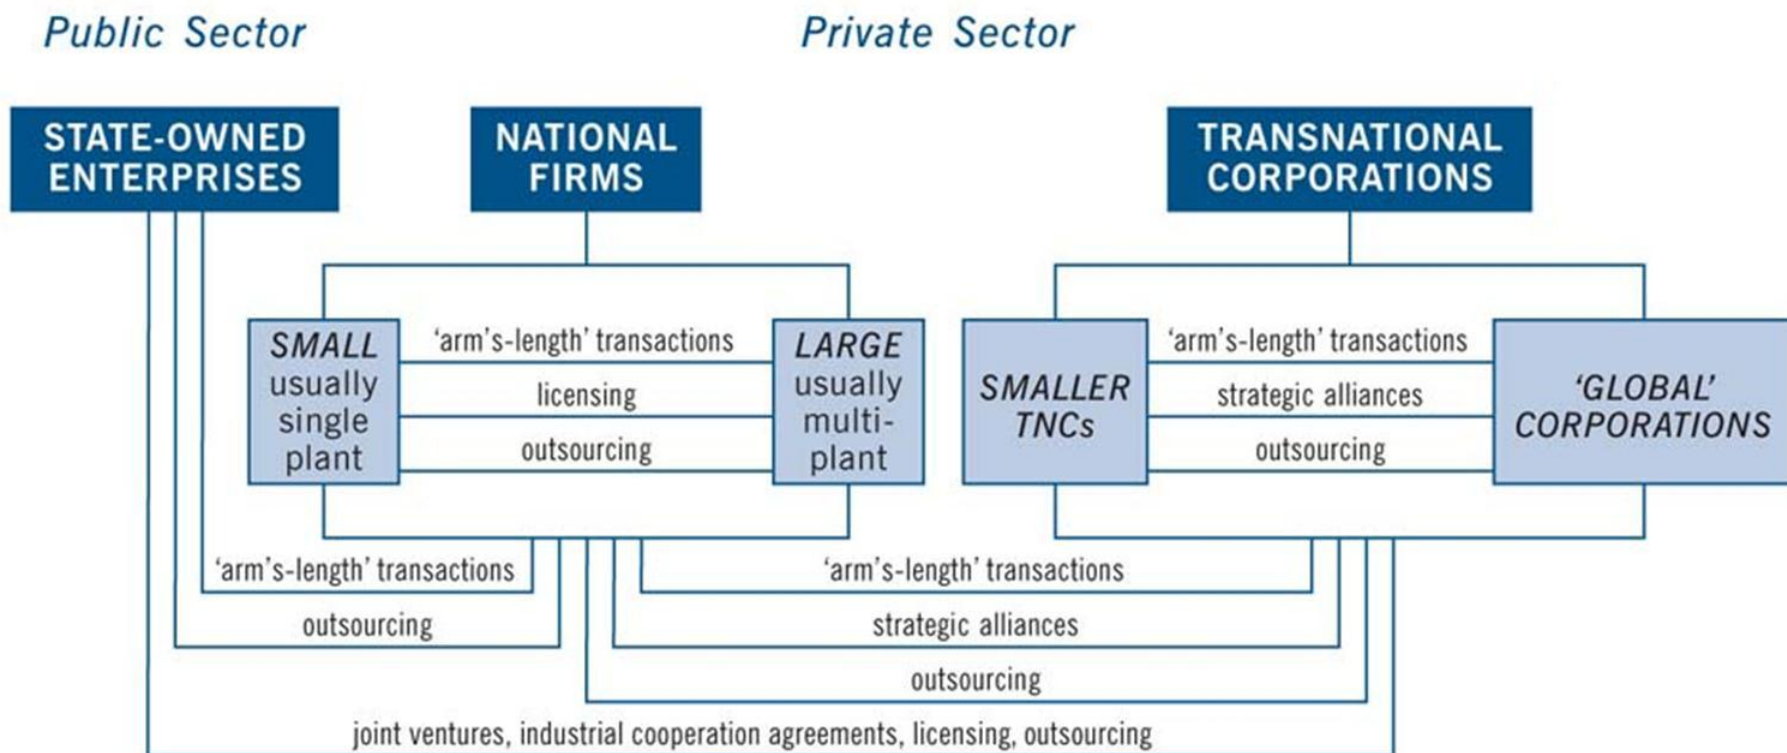 Public Sector
Private Sector
STATE-OWNED
ENTERPRISES
NATIONAL
FIRMS
TRANSNATIONAL
CORPORATIONS
SMALL
usually
single
plant
‘arm’s-length’ transactions
licensing
outsourcing
LARGE
usually
multi-
plant
SMALLER
TNCs
‘arm’s-length’ transactions
strategic alliances
outsourcing
‘GLOBAL’
CORPORATIONS
‘arm’s-length’ transactions
outsourcing
‘arm’s-length’ transactions
strategic alliances
outsourcing
joint ventures, industrial cooperation agreements, licensing, outsourcing